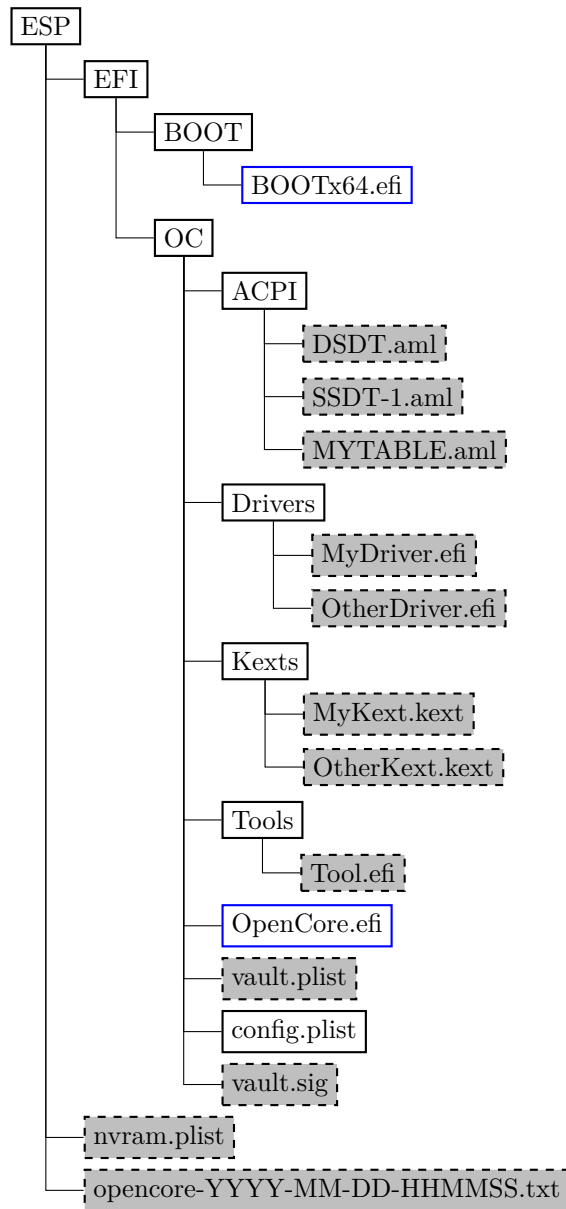 ESP
EFI
BOOT
BOOTx64.efi
OC
ACPI
DSDT.aml
SSDT-1.aml
MYTABLE.aml
Drivers
MyDriver.efi
OtherDriver.efi
Kexts
MyKext.kext
OtherKext.kext
Tools
Tool.efi
OpenCore.efi
vault.plist
config.plist
vault.sig
nvram.plist
opencore-YYYY-MM-DD-HHMMSS.txt